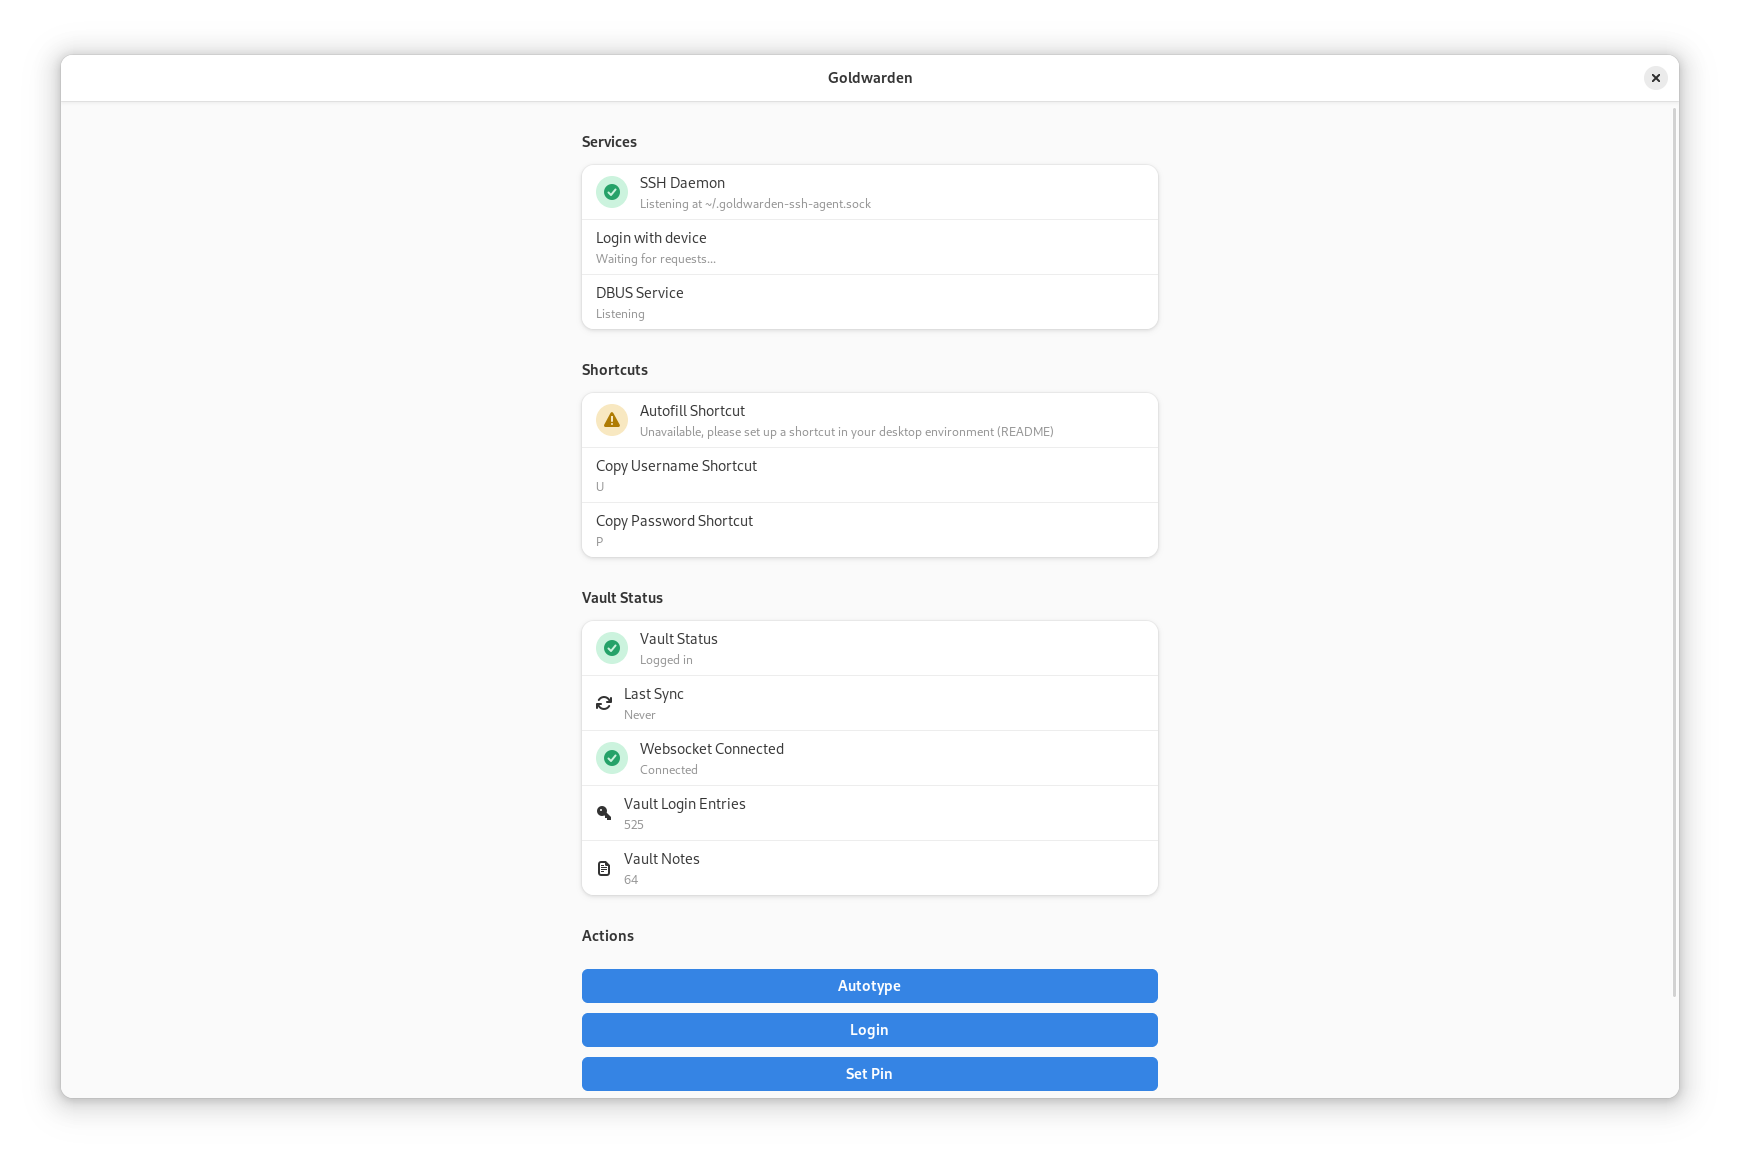 Goldwarden
Services
SSH Daemon
Listening at ~/.goldwarden-ssh-agent.sock
Login with device
Waiting for requests...
DBUS Service
Listening
Shortcuts
Autofill Shortcut
Unavailable, please set up a shortcut in your desktop environment (README)
Copy Username Shortcut
U
Copy Password Shortcut
P
Vault Status
Vault Status
Logged in
Last Sync
Never
Websocket Connected
Connected
Vault Login Entries
525
Vault Notes
64
Actions
Autotype
Login
Set Pin